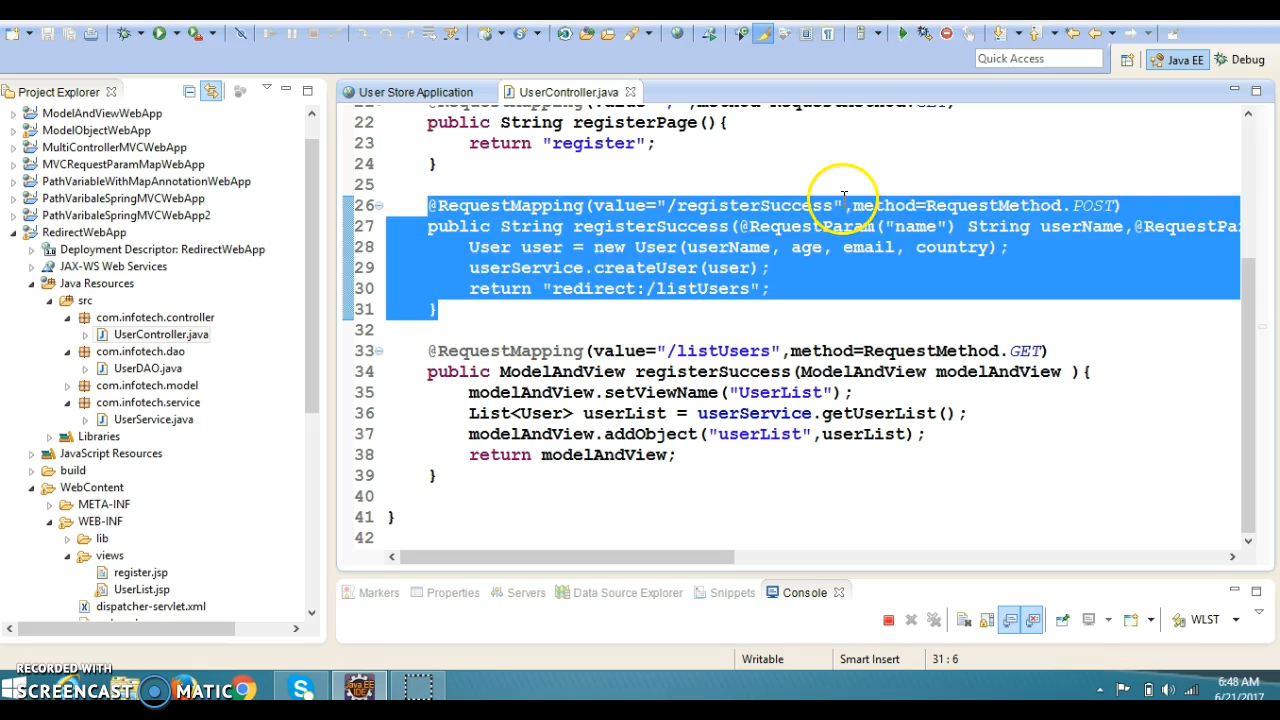 Quick Access
Java EE
Debug
Project Explorer
User Store Application
UserController.java
ModelAndViewWebApp
ModelObjectWebApp
MultiControllerMVCWebApp
MVCRequestParamMapWebApp
PathVariableWithMapAnnotationWebApp
PathVaribaleSpringMVCWebApp
PathVaribaleSpringMVCWebApp2
RedirectWebApp
Deployment Descriptor: RedirectWebApp
JAX-WS Web Services
Java Resources
src
com.infotech.controller
UserController.java
com.infotech.dao
UserDAO.java
com.infotech.model
com.infotech.service
UserService.java
Libraries
JavaScript Resources
build
WebContent
META-INF
WEB-INF
lib
views
register.jsp
UserList.jsp
dispatcher-servlet.xml
22 public String registerPage(){
23 return "register";
24 }
25
26 @RequestMapping(value="/registerSuccess",method=RequestMethod.POST)
27 public String registerSuccess(@RequestParam("name") String userName,@RequestPa
28 User user = new User(userName, age, email, country);
29 userService.createUser(user);
30 return "redirect:/listUsers";
31 }
32
33 @RequestMapping(value="/listUsers",method=RequestMethod.GET)
34 public ModelAndView registerSuccess(ModelAndView modelAndView ){
35 modelAndView.setViewName("UserList");
36 List<User> userList = userService.getUserList();
37 modelAndView.addObject("userList",userList);
38 return modelAndView;
39 }
40
41 }
42
Markers
Properties
Servers
Data Source Explorer
Snippets
Console
WLST
Writable
Smart Insert
31 : 6
RECORDED WITH
SCREENCAST MATIC
6:48 AM
6/21/2017